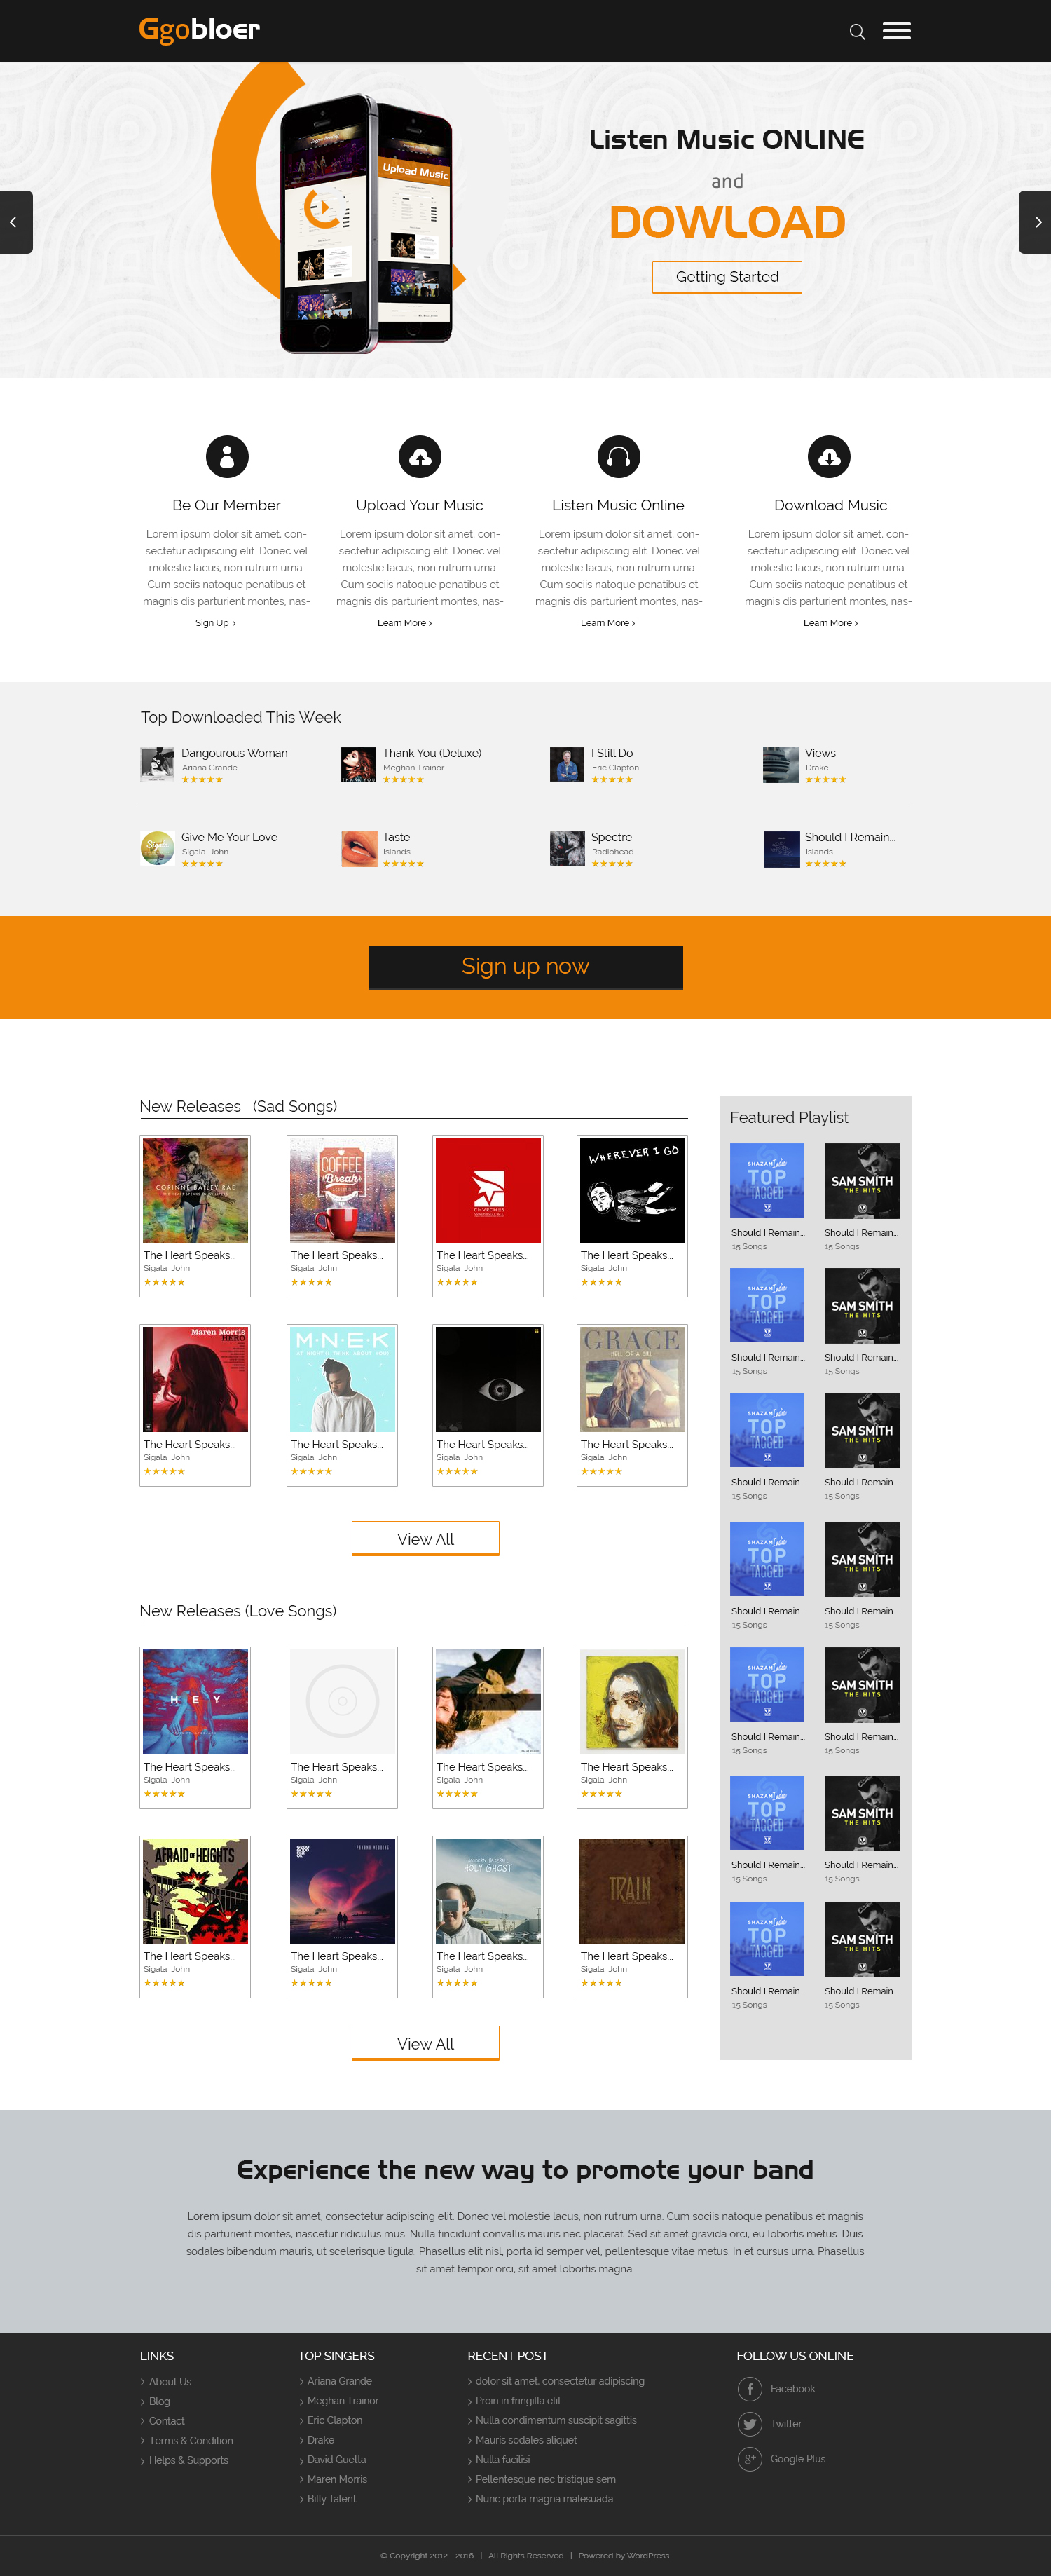 Ggobloer
Upload Music
Listen Music ONLINE
and
DOWLOAD
Getting Started
Be Our Member
Lorem ipsum dolor sit amet, con-
sectetur adipiscing elit. Donec vel
molestie lacus, non rutrum urna.
Cum sociis natoque penatibus et
magnis dis parturient montes, nas-
Sign Up
Upload Your Music
Lorem ipsum dolor sit amet, con-
sectetur adipiscing elit. Donec vel
molestie lacus, non rutrum urna.
Cum sociis natoque penatibus et
magnis dis parturient montes, nas-
Learn More
Listen Music Online
Lorem ipsum dolor sit amet, con-
sectetur adipiscing elit. Donec vel
molestie lacus, non rutrum urna.
Cum sociis natoque penatibus et
magnis dis parturient montes, nas-
Learn More
Download Music
Lorem ipsum dolor sit amet, con-
sectetur adipiscing elit. Donec vel
molestie lacus, non rutrum urna.
Cum sociis natoque penatibus et
magnis dis parturient montes, nas-
Learn More
Top Downloaded This Week
Dangourous Woman
Ariana Grande
THANK YOU
Thank You (Deluxe)
Meghan Trainor
I Still Do
Eric Clapton
Views
Drake
Sigala
Give Me Your Love
Sigala John
Taste
Islands
Spectre
Radiohead
Should I Remain...
Islands
Sign up now
New Releases (Sad Songs)
CORINNE BAILEY RAE
The Heart Speaks...
Sigala John
COFFEE
Break
The Heart Speaks...
Sigala John
CHVRCHES
The Heart Speaks...
Sigala John
WHEREVER I GO
The Heart Speaks...
Sigala John
Maren Morris
HERO
The Heart Speaks...
Sigala John
M·N·E·K
The Heart Speaks...
Sigala John
The Heart Speaks...
Sigala John
GRACE
HELL OF A GIRL
The Heart Speaks...
Sigala John
View All
New Releases (Love Songs)
HEY
The Heart Speaks...
Sigala John
The Heart Speaks...
Sigala John
The Heart Speaks...
Sigala John
The Heart Speaks...
Sigala John
AFRAID OF HEIGHTS
The Heart Speaks...
Sigala John
The Heart Speaks...
Sigala John
HOLY GHOST
The Heart Speaks...
Sigala John
TRAIN
The Heart Speaks...
Sigala John
View All
Featured Playlist
SHAZAM
TOP
TAGGED
Should I Remain...
15 Songs
SAM SMITH
THE HITS
Should I Remain...
15 Songs
SHAZAM
TOP
TAGGED
Should I Remain...
15 Songs
SAM SMITH
THE HITS
Should I Remain...
15 Songs
SHAZAM
TOP
TAGGED
Should I Remain...
15 Songs
SAM SMITH
THE HITS
Should I Remain...
15 Songs
SHAZAM
TOP
TAGGED
Should I Remain...
15 Songs
SAM SMITH
THE HITS
Should I Remain...
15 Songs
SHAZAM
TOP
TAGGED
Should I Remain...
15 Songs
SAM SMITH
THE HITS
Should I Remain...
15 Songs
SHAZAM
TOP
TAGGED
Should I Remain...
15 Songs
SAM SMITH
THE HITS
Should I Remain...
15 Songs
SHAZAM
TOP
TAGGED
Should I Remain...
15 Songs
SAM SMITH
THE HITS
Should I Remain...
15 Songs
Experience the new way to promote your band
Lorem ipsum dolor sit amet, consectetur adipiscing elit. Donec vel molestie lacus, non rutrum urna. Cum sociis natoque penatibus et magnis
dis parturient montes, nascetur ridiculus mus. Nulla tincidunt convallis mauris nec placerat. Sed sit amet gravida orci, eu lobortis metus. Duis
sodales bibendum mauris, ut scelerisque ligula. Phasellus elit nisl, porta id semper vel, pellentesque vitae metus. In et cursus urna. Phasellus
sit amet tempor orci, sit amet lobortis magna.
LINKS
About Us
Blog
Contact
Terms & Condition
Helps & Supports
TOP SINGERS
Ariana Grande
Meghan Trainor
Eric Clapton
Drake
David Guetta
Maren Morris
Billy Talent
RECENT POST
dolor sit amet, consectetur adipiscing
Proin in fringilla elit
Nulla condimentum suscipit sagittis
Mauris sodales aliquet
Nulla facilisi
Pellentesque nec tristique sem
Nunc porta magna malesuada
FOLLOW US ONLINE
Facebook
Twitter
Google Plus
© Copyright 2012 - 2016 | All Rights Reserved | Powered by WordPress